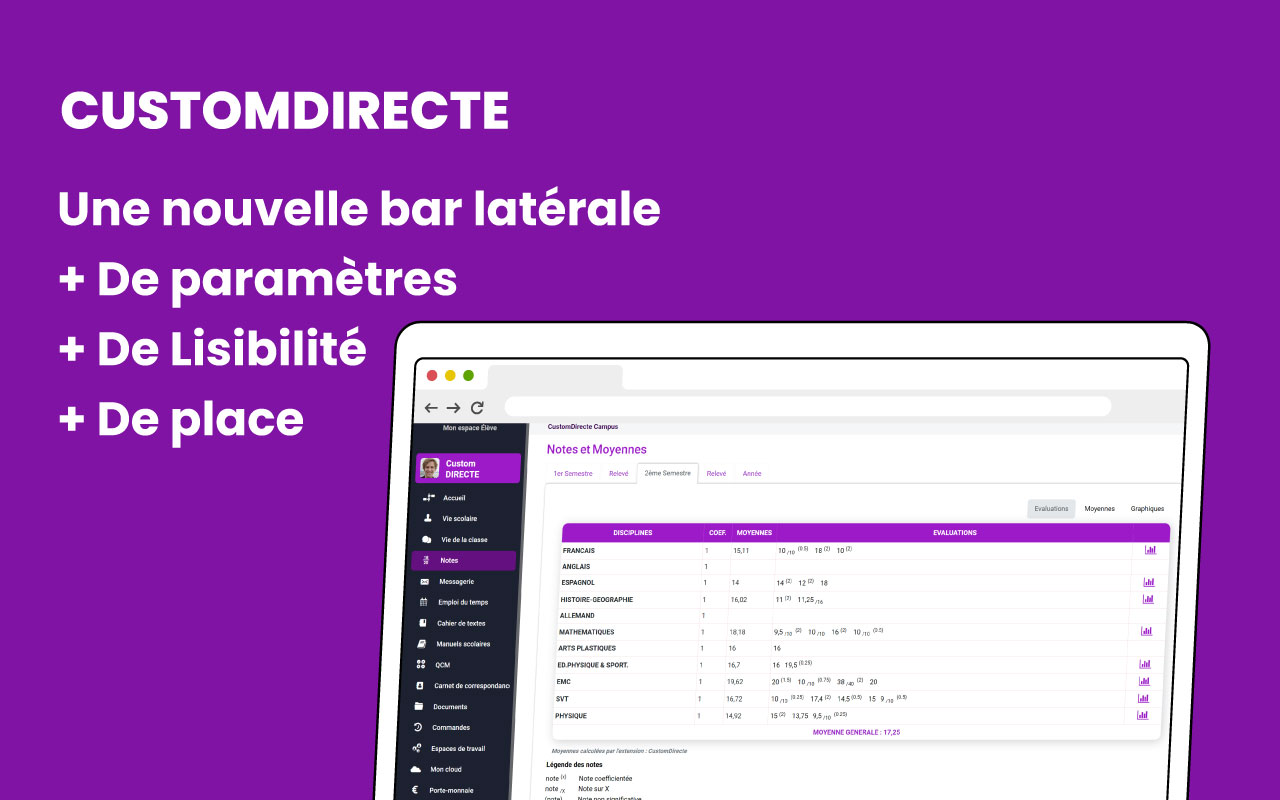 CUSTOMDIRECTE
Une nouvelle bar latérale
+ De paramètres
+ De Lisibilité
+ De place
Mon espace Élève
Custom
DIRECTE
Accueil
Vie scolaire
Vie de la classe
Notes
Messagerie
Emploi du temps
Cahier de textes
Manuels scolaires
QCM
Carnet de correspondanc
Documents
Commandes
Espaces de travail
Mon cloud
Porte-monnaie
CustomDirecte Campus
Notes et Moyennes
1er Semestre Relevé 2ème Semestre Relevé Année
Evaluations Moyennes Graphiques
DISCIPLINES COEF. MOYENNES EVALUATIONS
FRANCAIS 1 15,11 10 /10 (0.5) 18 (2) 10 (2)
ANGLAIS 1
ESPAGNOL 1 14 14 (2) 12 (2) 18
HISTOIRE-GEOGRAPHIE 1 16,02 11 (2) 11,25 /16
ALLEMAND 1
MATHEMATIQUES 1 18,18 9,5 /10 (2) 10 /10 16 (2) 10 /10 (0.5)
ARTS PLASTIQUES 1 16 16
ED.PHYSIQUE & SPORT. 1 16,7 16 19,5 (0.25)
EMC 1 19,62 20 (1.5) 10 /10 (0.75) 38 /40 (2) 20
SVT 1 16,72 10 /13 (0.25) 17,4 (2) 14,5 (0.5) 15 9 /10 (0.5)
PHYSIQUE 1 14,92 15 (2) 13,75 9,5 /10 (0.25)
MOYENNE GENERALE : 17,25
Moyennes calculées par l'extension : CustomDirecte
Légende des notes
note (x) Note coefficientée
note /X Note sur X
(note) Note non significative